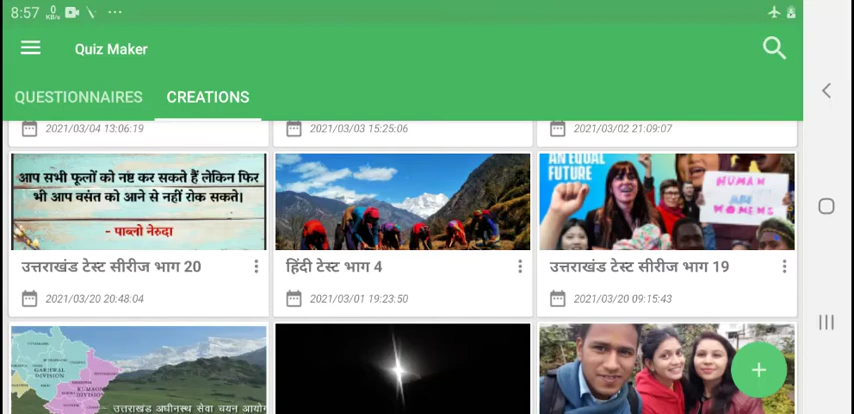 8:57 0 KB/s
Quiz Maker
QUESTIONNAIRES CREATIONS
2021/03/04 13:06:19
2021/03/03 15:25:06
2021/03/02 21:09:07
आप सभी फूलों को नष्ट कर सकते हैं लेकिन फिर
भी आप वसंत को आने से नहीं रोक सकते।
- पाब्लो नेरुदा
AN EQUAL
FUTURE
HUMAN
WOMENS
उत्तराखंड टेस्ट सीरीज भाग 20
हिंदी टेस्ट भाग 4
उत्तराखंड टेस्ट सीरीज भाग 19
2021/03/20 20:48:04
2021/03/01 19:23:50
2021/03/20 09:15:43
GARHWAL
DIVISION
KUMAON
DIVISION
उत्तराखंड अधीनस्थ सेवा चयन आयोग